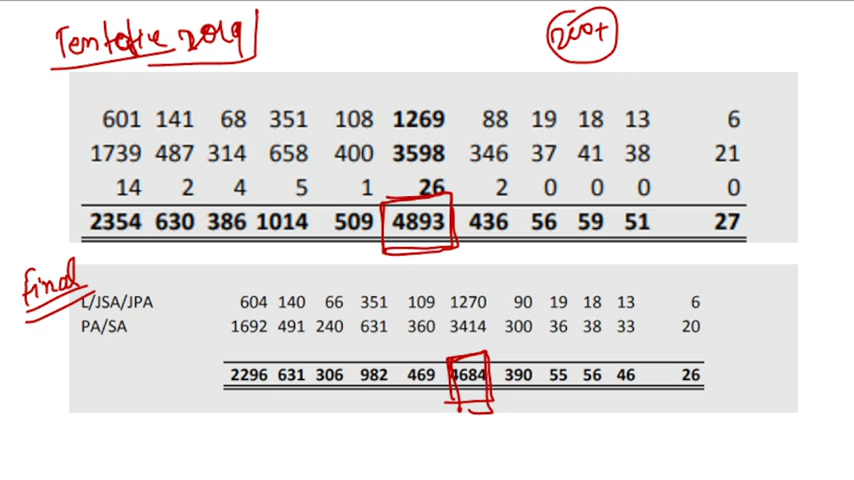 Tentative 2019 200+
601 141 68 351 108 1269 88 19 18 13 6
1739 487 314 658 400 3598 346 37 41 38 21
14 2 4 5 1 26 2 0 0 0 0
2354 630 386 1014 509 4893 436 56 59 51 27
Final
L/JSA/JPA 604 140 66 351 109 1270 90 19 18 13 6
PA/SA 1692 491 240 631 360 3414 300 36 38 33 20
2296 631 306 982 469 4684 390 55 56 46 26